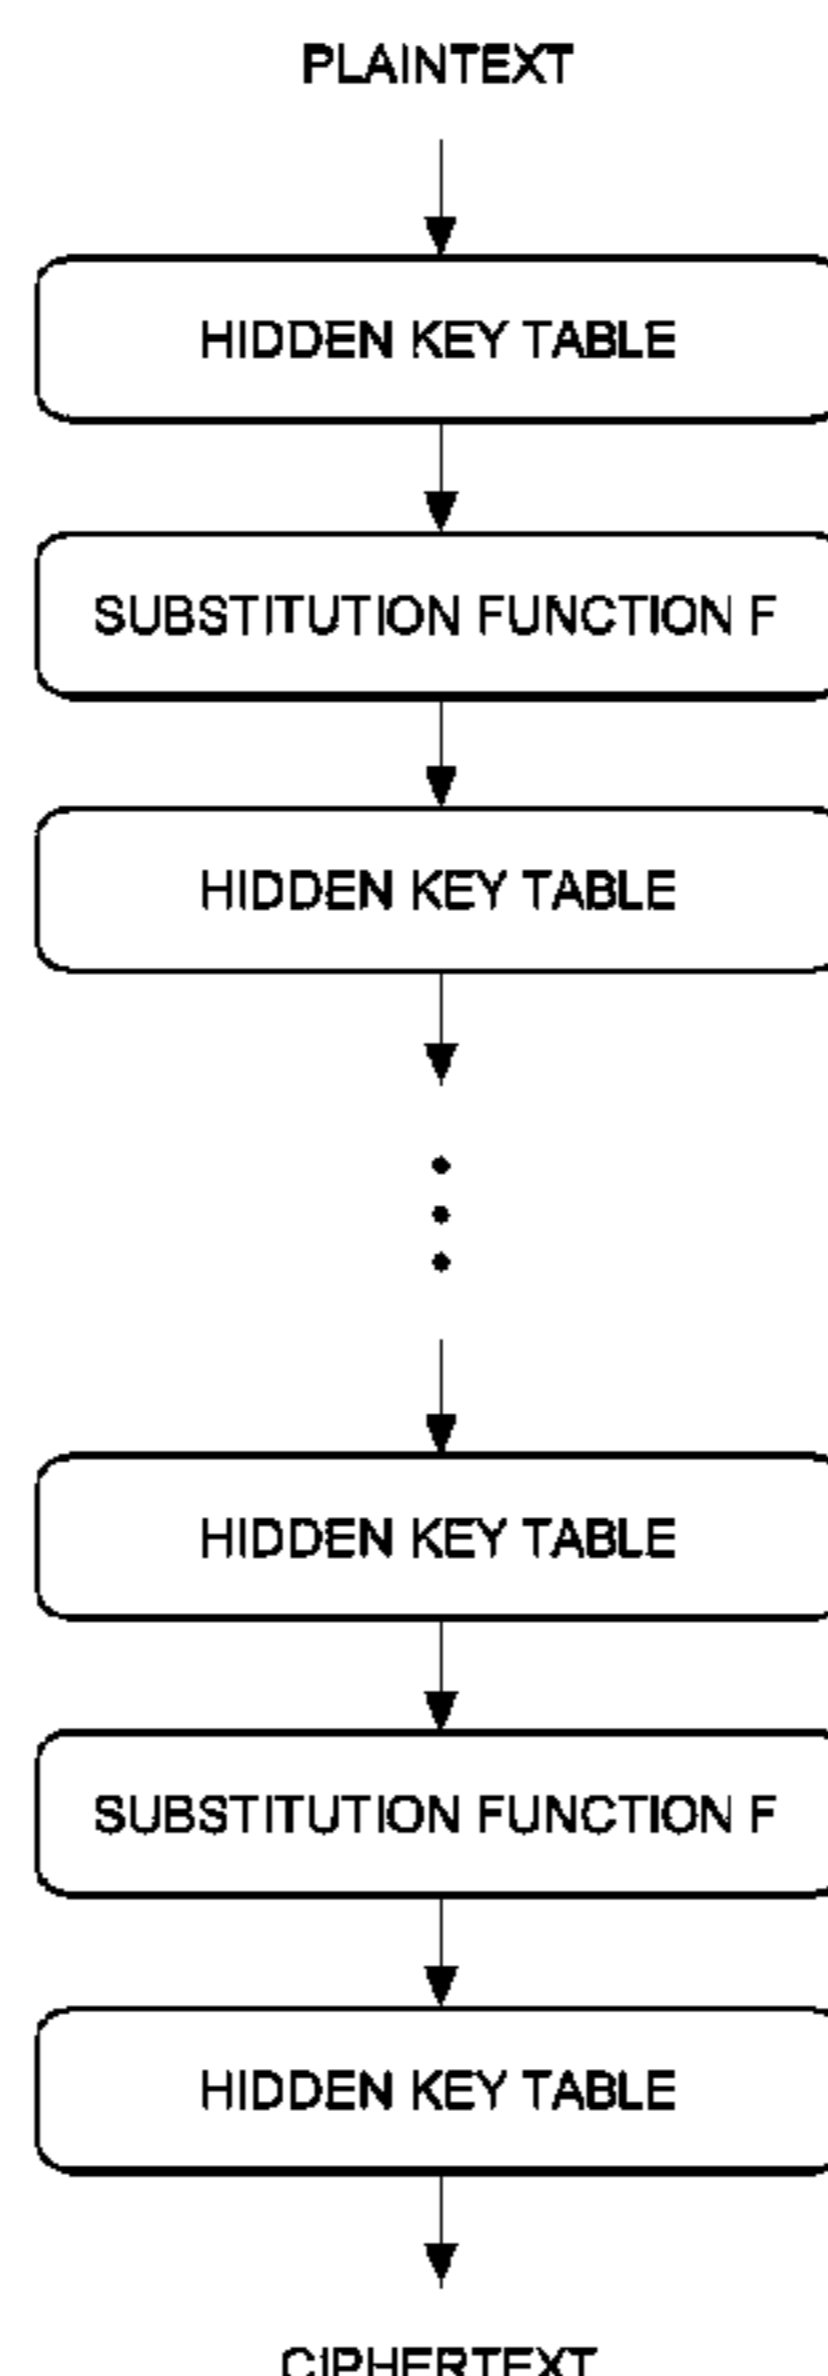 PLAINTEXT
HIDDEN KEY TABLE
SUBSTITUTION FUNCTION F
HIDDEN KEY TABLE
HIDDEN KEY TABLE
SUBSTITUTION FUNCTION F
HIDDEN KEY TABLE
CIPHERTEXT